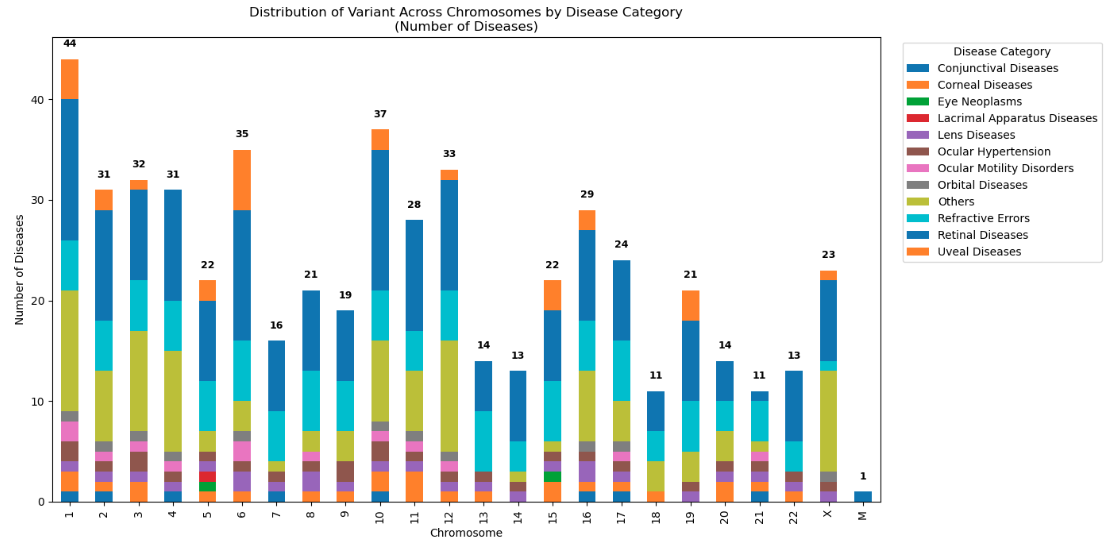 Distribution of Variant Across Chromosomes by Disease Category
(Number of Diseases)
Number of Diseases
0
10
20
30
40
44
31
32
31
22
35
16
21
19
37
28
33
14
13
22
29
24
11
21
14
11
13
23
1
1
2
3
4
5
6
7
8
9
10
11
12
13
14
15
16
17
18
19
20
21
22
X
M
Chromosome
Disease Category
Conjunctival Diseases
Corneal Diseases
Eye Neoplasms
Lacrimal Apparatus Diseases
Lens Diseases
Ocular Hypertension
Ocular Motility Disorders
Orbital Diseases
Others
Refractive Errors
Retinal Diseases
Uveal Diseases